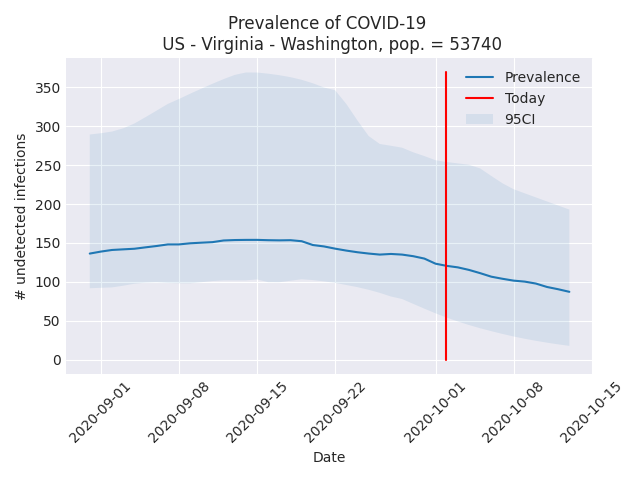 Prevalence of COVID-19
US - Virginia - Washington, pop. = 53740
Prevalence
Today
95CI
# undetected infections
350
300
250
200
150
100
50
0
2020-09-01
2020-09-08
2020-09-15
2020-09-22
2020-10-01
2020-10-08
2020-10-15
Date